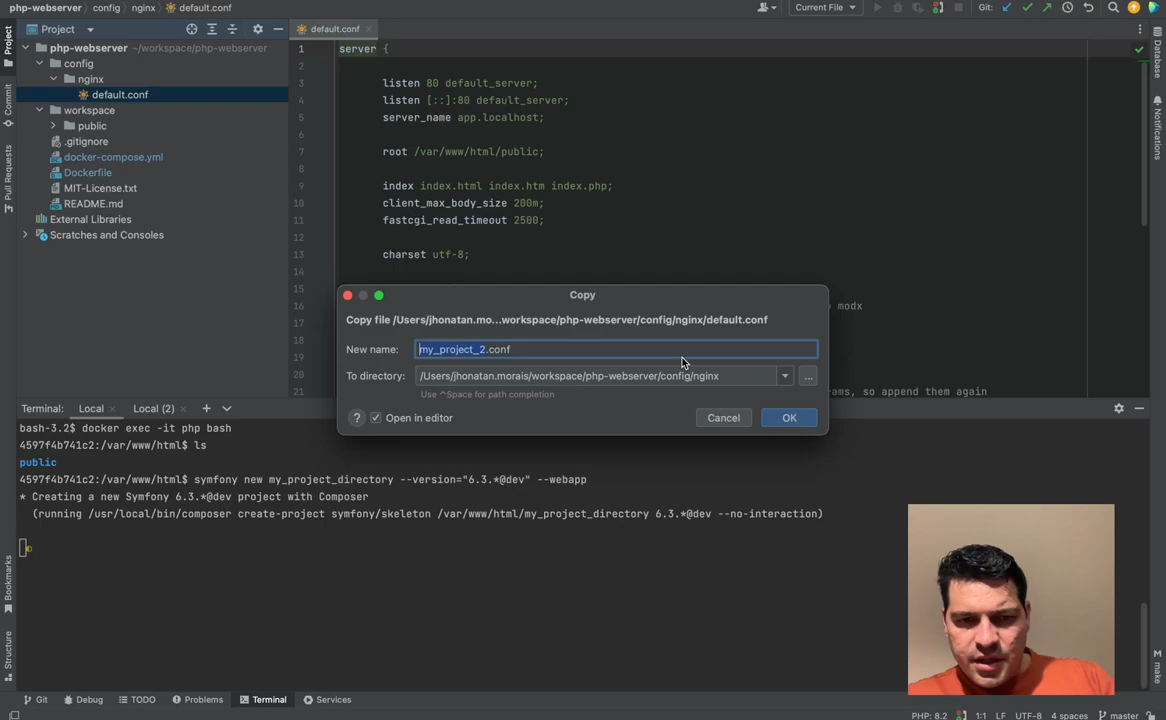 php-webserver config nginx default.conf
Current File
Git:
Project
default.conf
php-webserver ~/workspace/php-webserver
config
nginx
default.conf
workspace
public
.gitignore
docker-compose.yml
Dockerfile
MIT-License.txt
README.md
External Libraries
Scratches and Consoles
Project
Commit
Pull Requests
Bookmarks
Structure
1 server {
2
3 listen 80 default_server;
4 listen [::]:80 default_server;
5 server_name app.localhost;
6
7 root /var/www/html/public;
8
9 index index.html index.htm index.php;
10 client_max_body_size 200m;
11 fastcgi_read_timeout 2500;
12
13 charset utf-8;
14
15
16 modx
17
18
19
20
21 rams, so append them again
Database
Notifications
make
Copy
Copy file /Users/jhonatan.mo...workspace/php-webserver/config/nginx/default.conf
New name: my_project_2.conf
To directory: /Users/jhonatan.morais/workspace/php-webserver/config/nginx ...
Use ^Space for path completion
? Open in editor Cancel OK
Terminal: Local Local (2)
bash-3.2$ docker exec -it php bash
4597f4b741c2:/var/www/html$ ls
public
4597f4b741c2:/var/www/html$ symfony new my_project_directory --version="6.3.*@dev" --webapp
* Creating a new Symfony 6.3.*@dev project with Composer
(running /usr/local/bin/composer create-project symfony/skeleton /var/www/html/my_project_directory 6.3.*@dev --no-interaction)
Git Debug TODO Problems Terminal Services
PHP: 8.2 1:1 LF UTF-8 4 spaces master